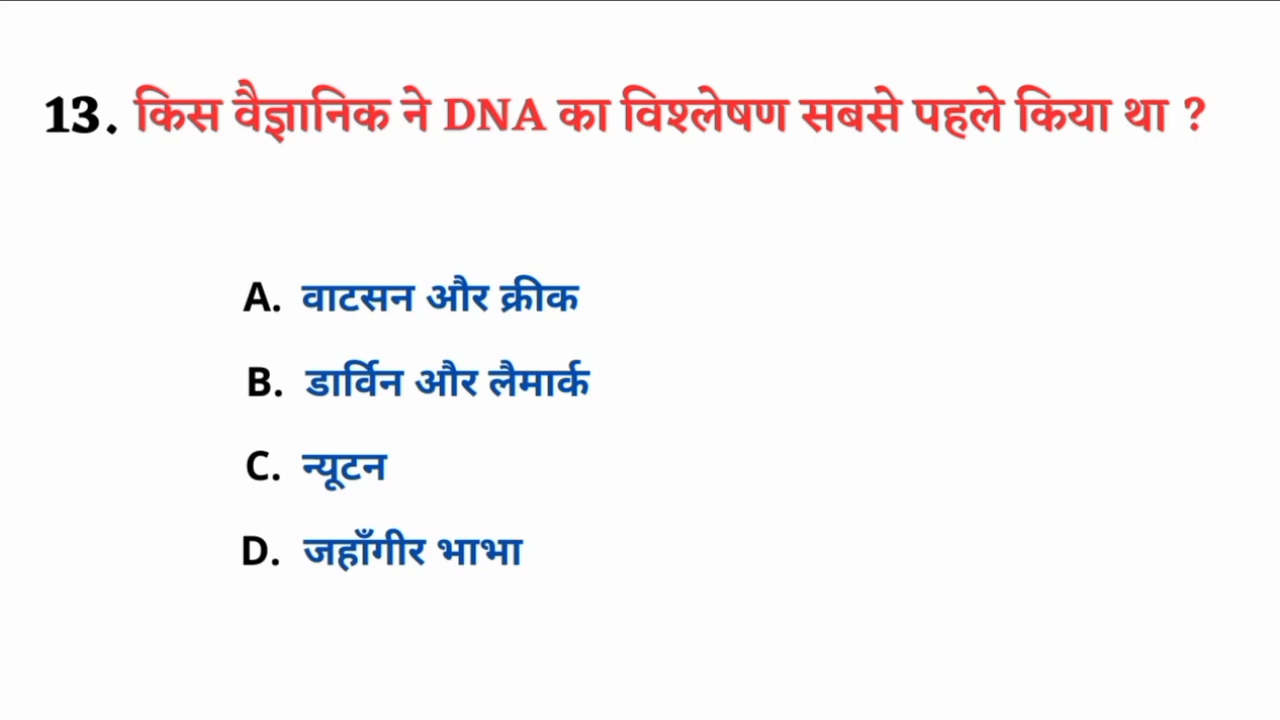 13. किस वैज्ञानिक ने DNA का विश्लेषण सबसे पहले किया था ?
A. वाटसन और क्रीक
B. डार्विन और लैमार्क
C. न्यूटन
D. जहाँगीर भाभा